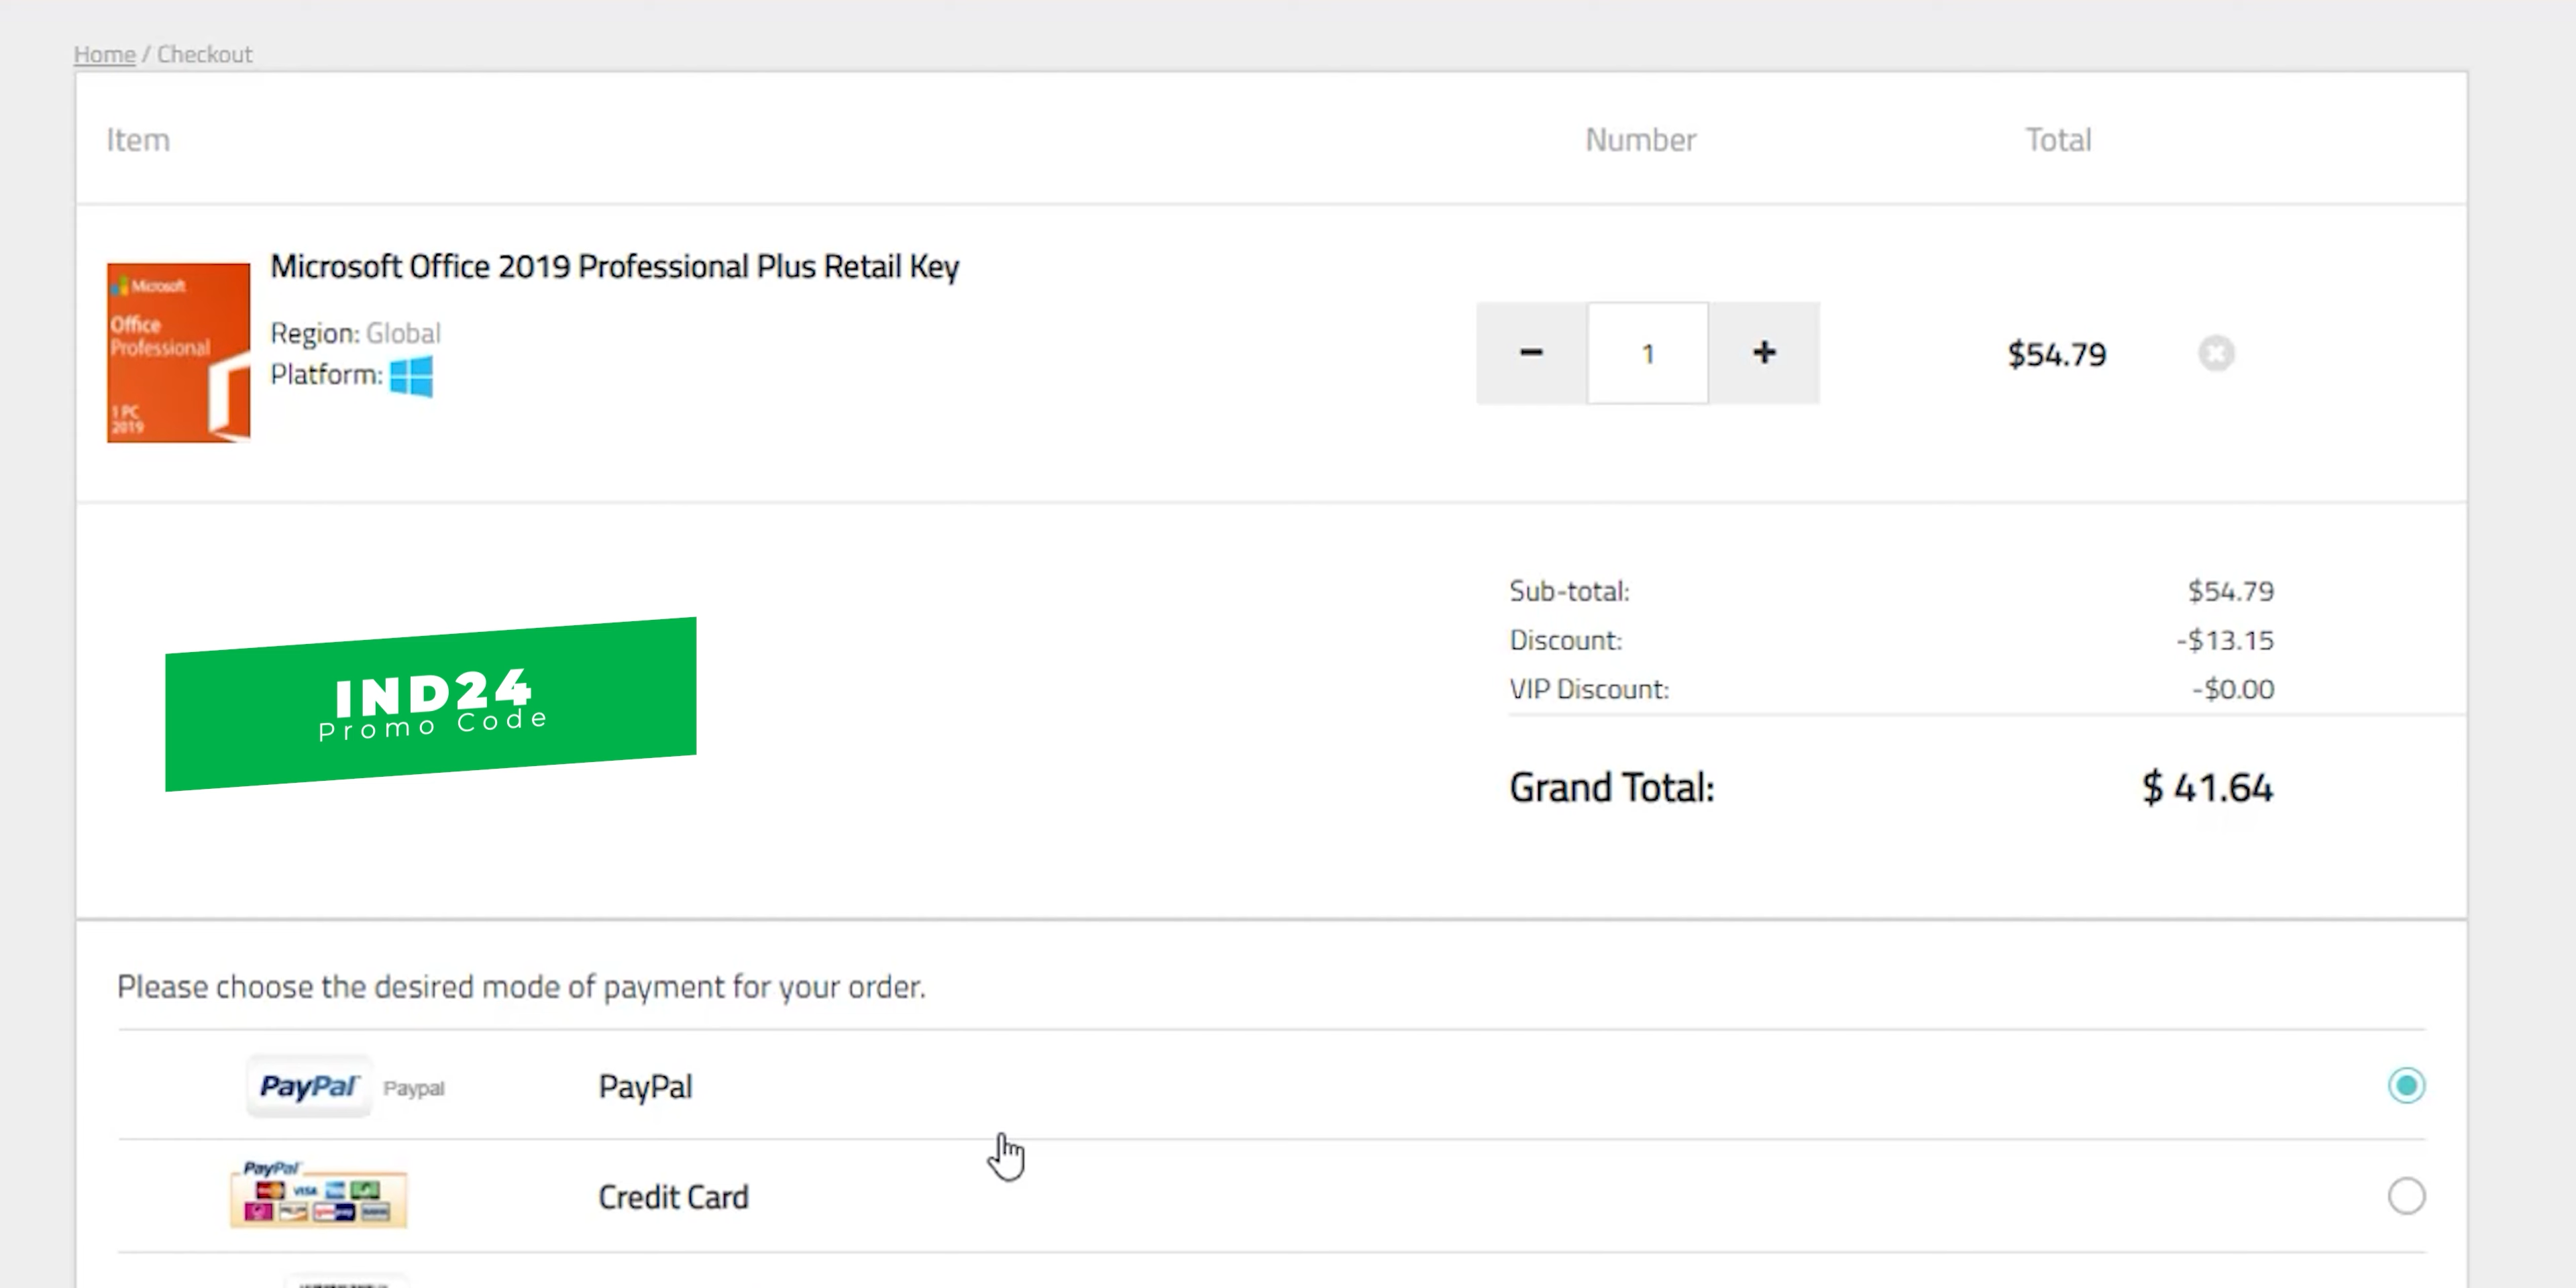 Home / Checkout
Item Number Total
Microsoft Office 2019 Professional Plus Retail Key
Microsoft
Office
Professional
1 PC
2019
Region: Global
Platform:
- 1 + $54.79
Sub-total: $54.79
Discount: -$13.15
VIP Discount: -$0.00
IND24
Promo Code
Grand Total: $ 41.64
Please choose the desired mode of payment for your order.
PayPal Paypal PayPal
PayPal
VISA
Credit Card